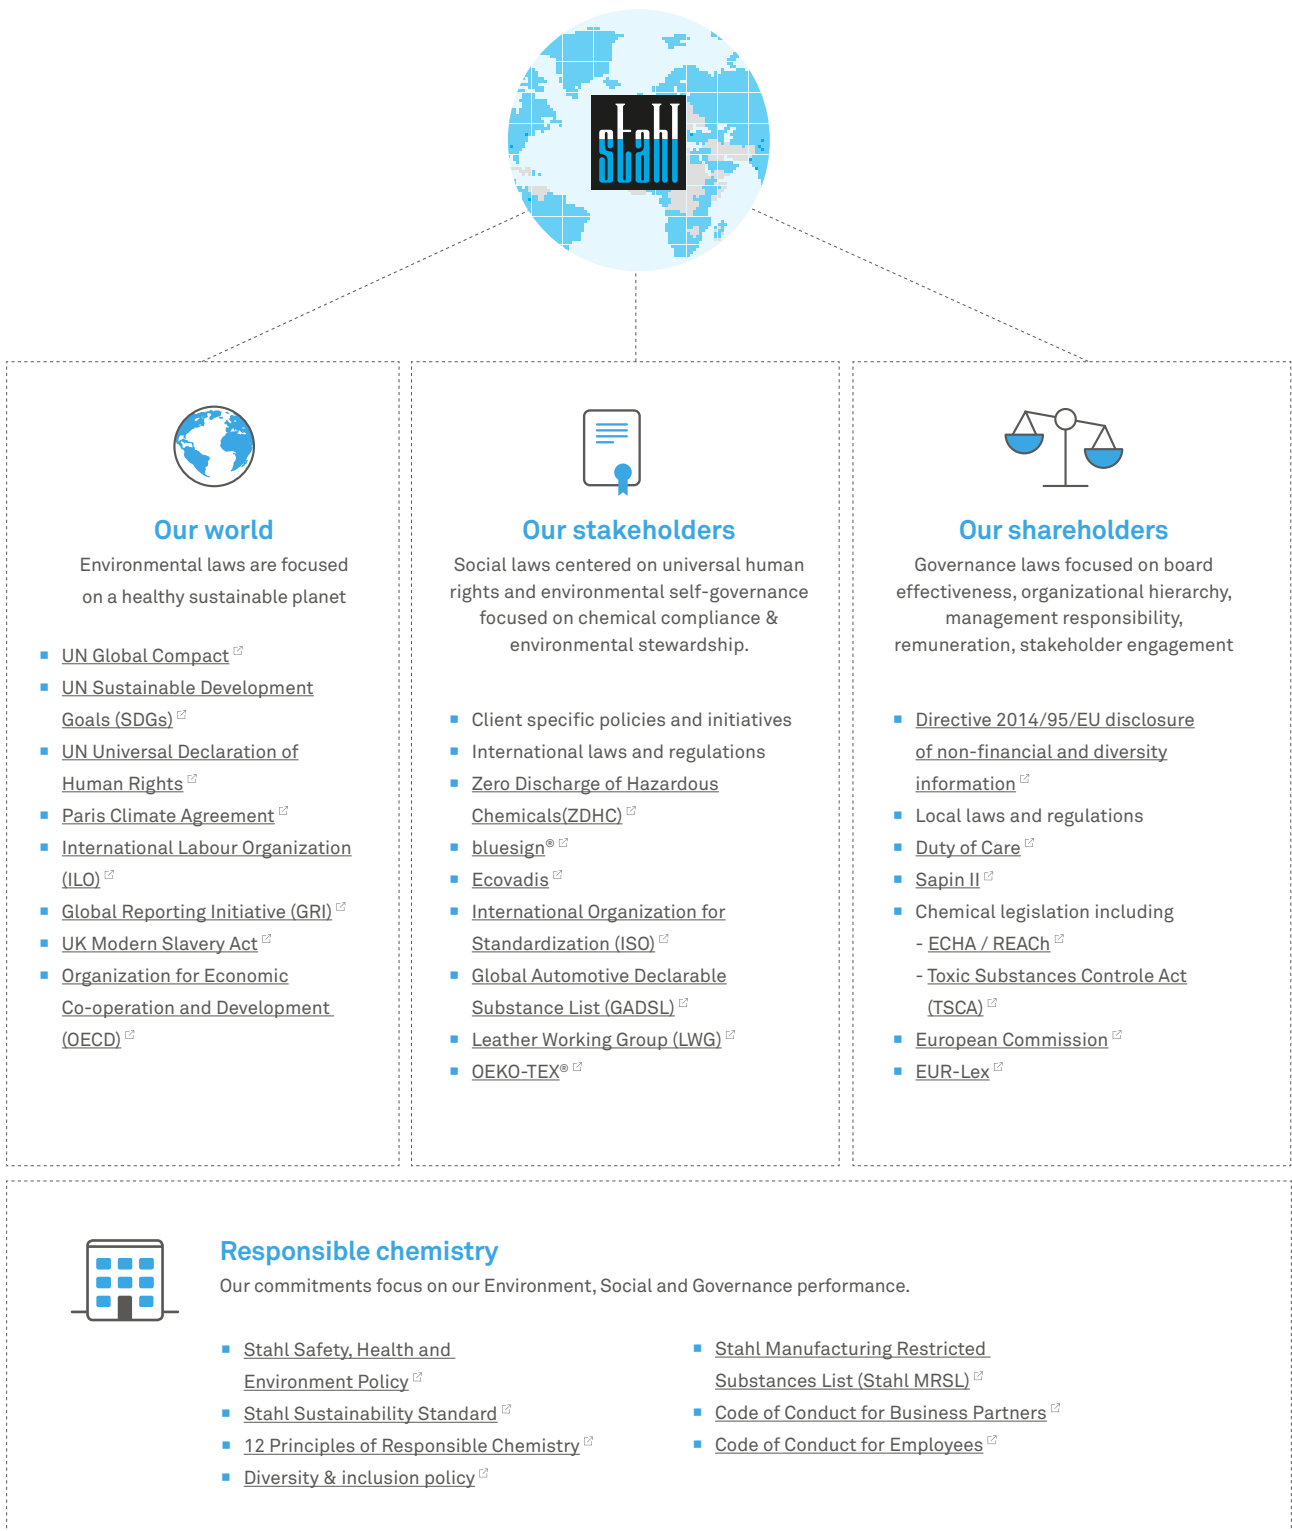 stahl
Our world
Environmental laws are focused
on a healthy sustainable planet
UN Global Compact
UN Sustainable Development
Goals (SDGs)
UN Universal Declaration of
Human Rights
Paris Climate Agreement
International Labour Organization
(ILO)
Global Reporting Initiative (GRI)
UK Modern Slavery Act
Organization for Economic
Co-operation and Development
(OECD)
Our stakeholders
Social laws centered on universal human
rights and environmental self-governance
focused on chemical compliance &
environmental stewardship.
Client specific policies and initiatives
International laws and regulations
Zero Discharge of Hazardous
Chemicals(ZDHC)
bluesign®
Ecovadis
International Organization for
Standardization (ISO)
Global Automotive Declarable
Substance List (GADSL)
Leather Working Group (LWG)
OEKO-TEX®
Our shareholders
Governance laws focused on board
effectiveness, organizational hierarchy,
management responsibility,
remuneration, stakeholder engagement
Directive 2014/95/EU disclosure
of non-financial and diversity
information
Local laws and regulations
Duty of Care
Sapin II
Chemical legislation including
- ECHA / REACh
- Toxic Substances Controle Act
(TSCA)
European Commission
EUR-Lex
Responsible chemistry
Our commitments focus on our Environment, Social and Governance performance.
Stahl Safety, Health and
Environment Policy
Stahl Sustainability Standard
12 Principles of Responsible Chemistry
Diversity & inclusion policy
Stahl Manufacturing Restricted
Substances List (Stahl MRSL)
Code of Conduct for Business Partners
Code of Conduct for Employees